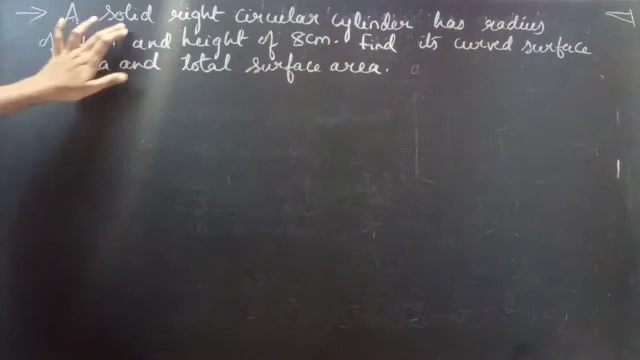 → A solid right circular cylinder has radius
and height of 8cm. Find its curved surface
and total surface area.